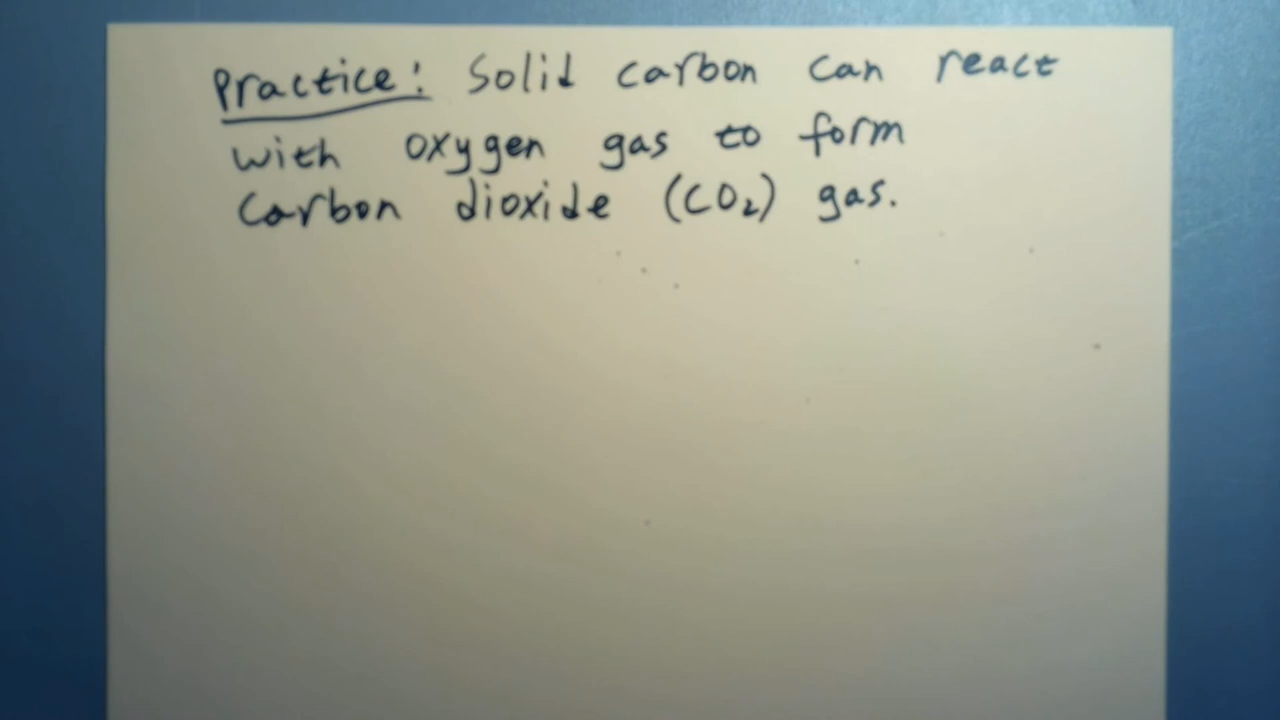 Practice: Solid carbon can react
with oxygen gas to form
carbon dioxide (CO₂) gas.